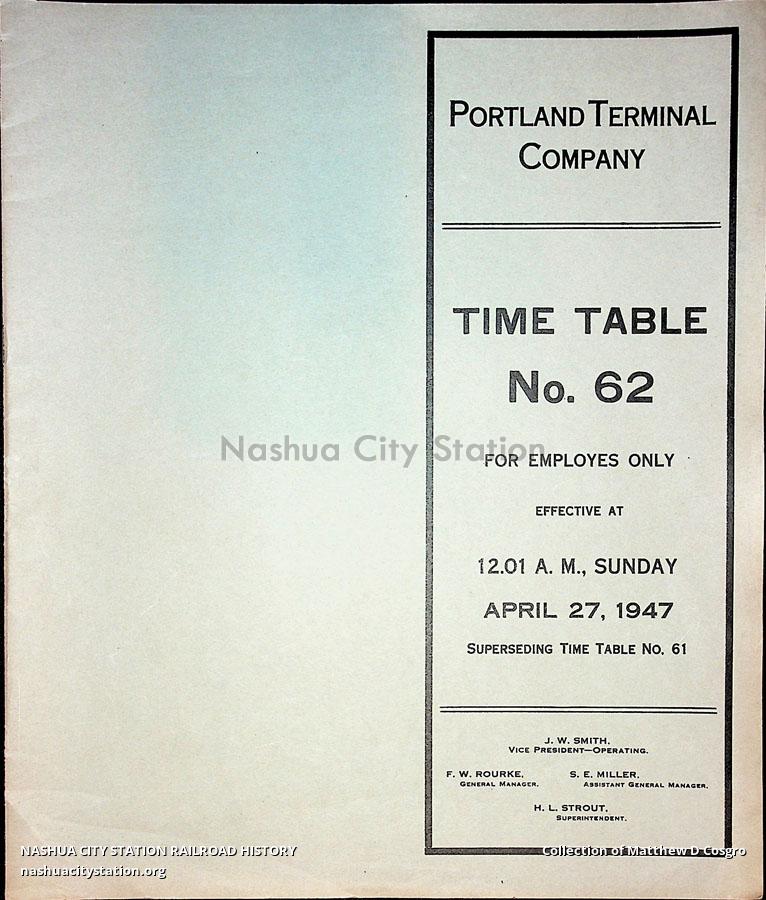 PORTLAND TERMINAL
COMPANY
TIME TABLE
No. 62
Nashua City Station
FOR EMPLOYES ONLY
EFFECTIVE AT
12.01 A. M., SUNDAY
APRIL 27, 1947
SUPERSEDING TIME TABLE NO. 61
J. W. SMITH,
VICE PRESIDENT—OPERATING.
F. W. ROURKE,
GENERAL MANAGER.
S. E. MILLER,
ASSISTANT GENERAL MANAGER.
H. L. STROUT,
SUPERINTENDENT.
NASHUA CITY STATION RAILROAD HISTORY
nashuacitystation.org
Collection of Matthew D Cosgro